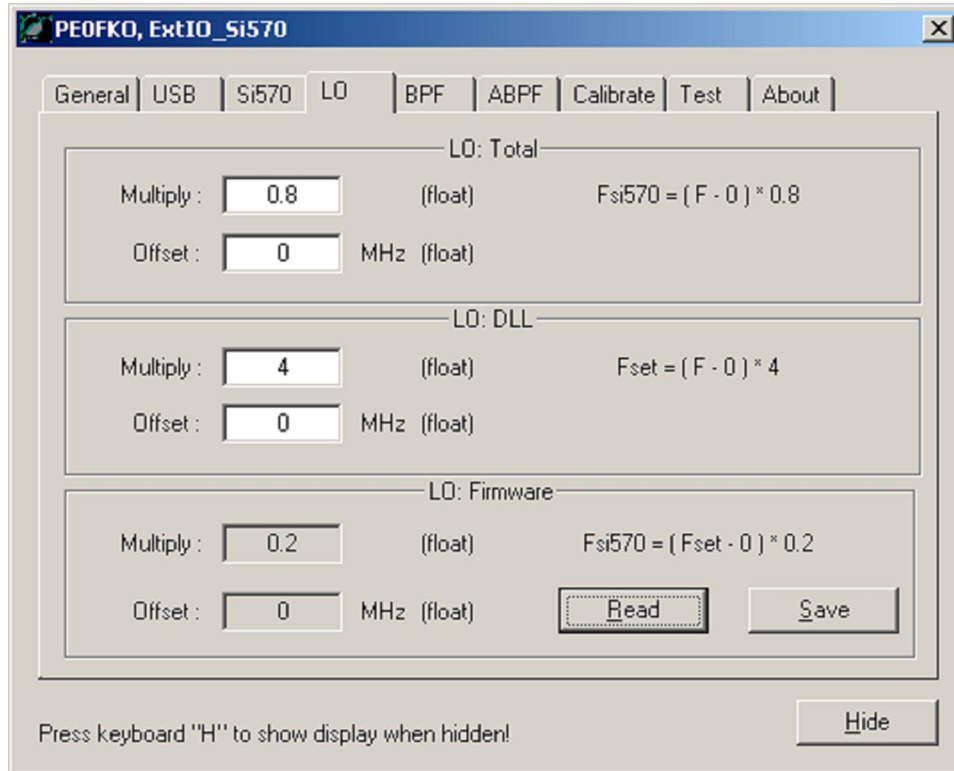 PE0FKO, ExtIO_Si570
General USB Si570 LO BPF ABPF Calibrate Test About
LO: Total
Multiply : 0.8 (float) Fsi570 = ( F - 0 ) * 0.8
Offset : 0 MHz (float)
LO: DLL
Multiply : 4 (float) Fset = ( F - 0 ) * 4
Offset : 0 MHz (float)
LO: Firmware
Multiply : 0.2 (float) Fsi570 = ( Fset - 0 ) * 0.2
Offset : 0 MHz (float) Read Save
Press keyboard "H" to show display when hidden! Hide